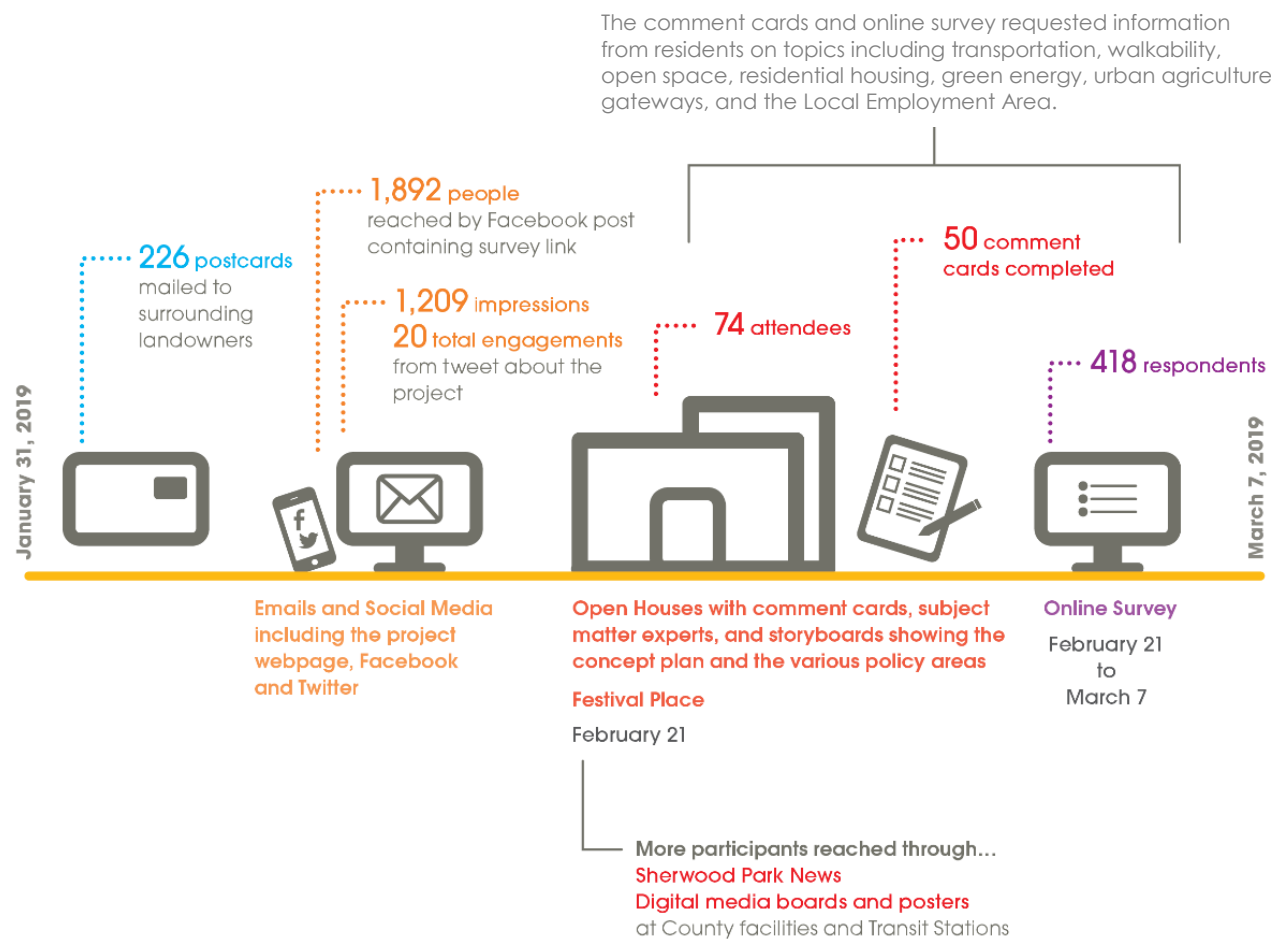 The comment cards and online survey requested information
from residents on topics including transportation, walkability,
open space, residential housing, green energy, urban agriculture
gateways, and the Local Employment Area.
1,892 people
reached by Facebook post
containing survey link
226 postcards
mailed to
surrounding
landowners
1,209 impressions
20 total engagements
from tweet about the
project
74 attendees
50 comment
cards completed
418 respondents
January 31, 2019
March 7, 2019
f
Emails and Social Media
including the project
webpage, Facebook
and Twitter
Open Houses with comment cards, subject
matter experts, and storyboards showing the
concept plan and the various policy areas
Festival Place
February 21
Online Survey
February 21
to
March 7
More participants reached through...
Sherwood Park News
Digital media boards and posters
at County facilities and Transit Stations